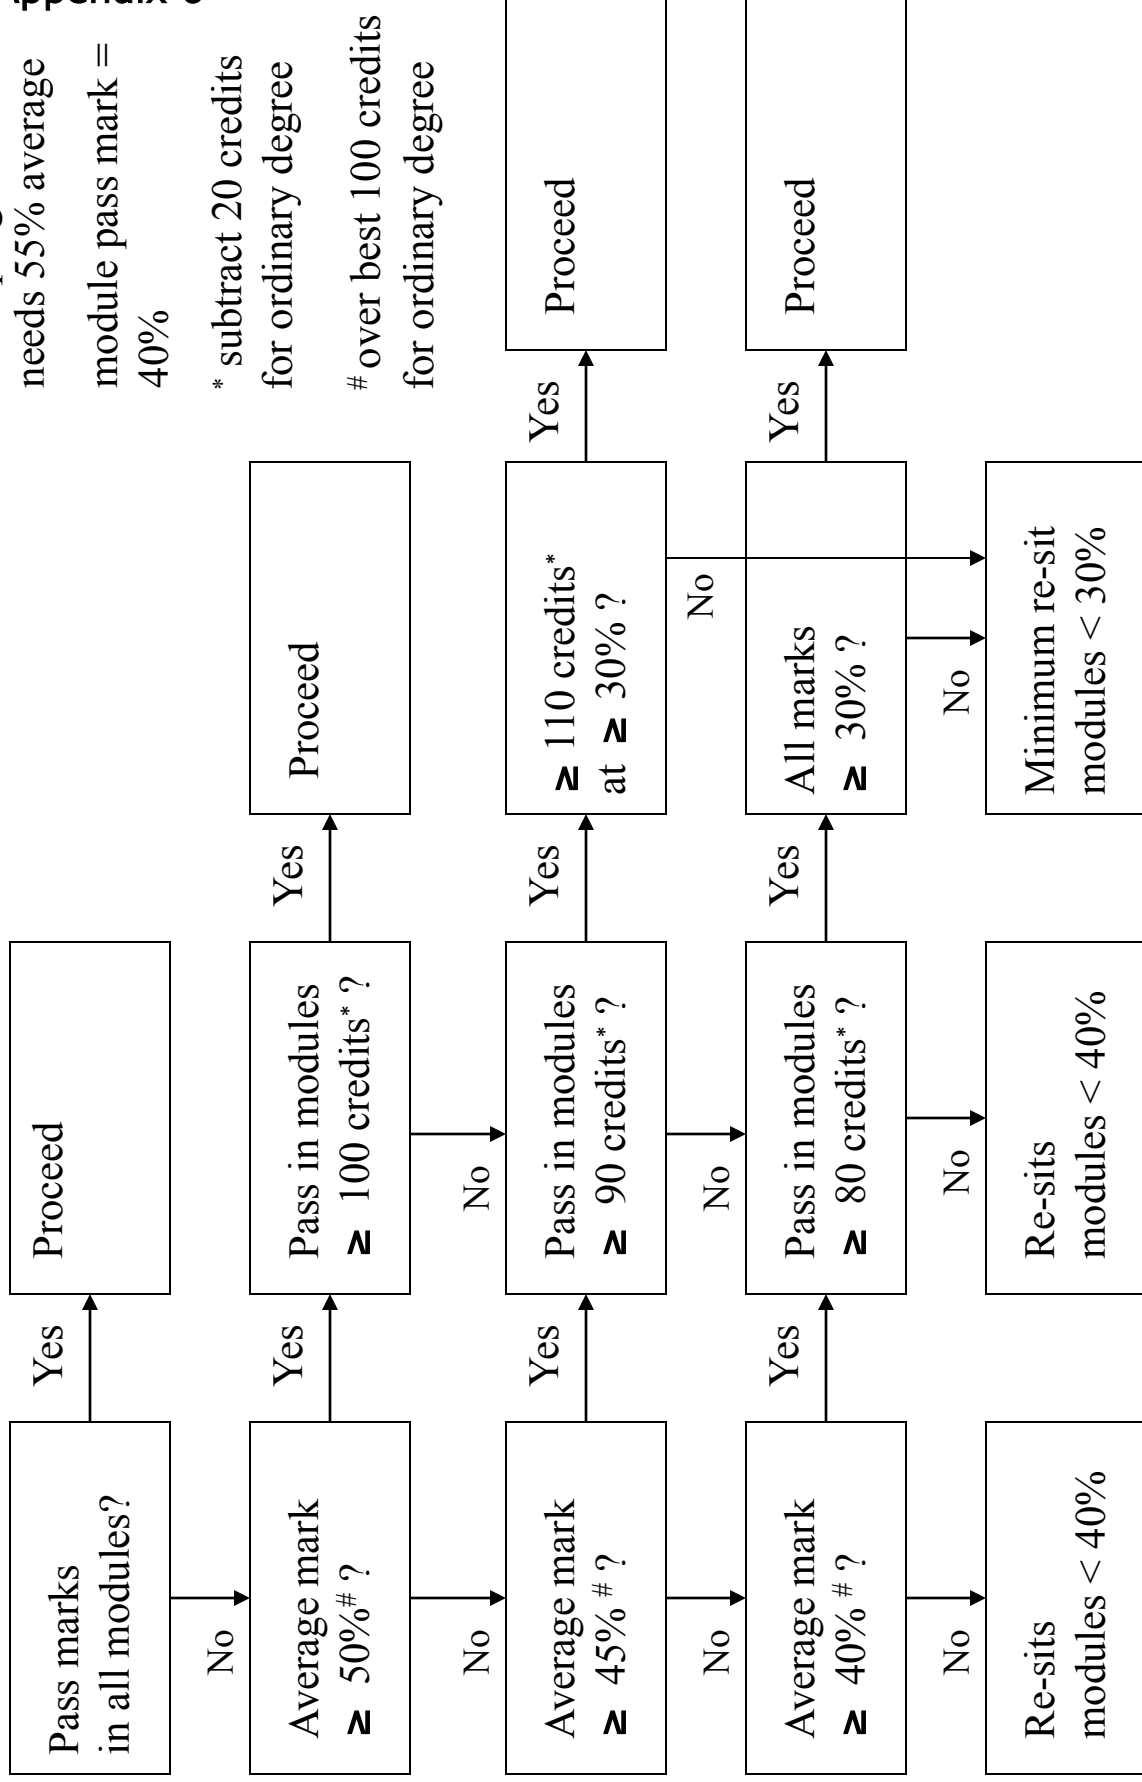 Appendix
needs 55% average
module pass mark =
40%
* subtract 20 credits
for ordinary degree
# over best 100 credits
for ordinary degree
Pass marks
in all modules?
Yes
Proceed
No
Average mark
≥ 50%# ?
Yes
Pass in modules
≥ 100 credits* ?
Yes
Proceed
No
No
Average mark
≥ 45% # ?
Yes
Pass in modules
≥ 90 credits* ?
Yes
≥ 110 credits*
at ≥ 30% ?
Yes
Proceed
No
No
No
Average mark
≥ 40% # ?
Yes
Pass in modules
≥ 80 credits* ?
Yes
All marks
≥ 30% ?
Yes
Proceed
No
No
No
Re-sits
modules < 40%
Re-sits
modules < 40%
Minimum re-sit
modules < 30%